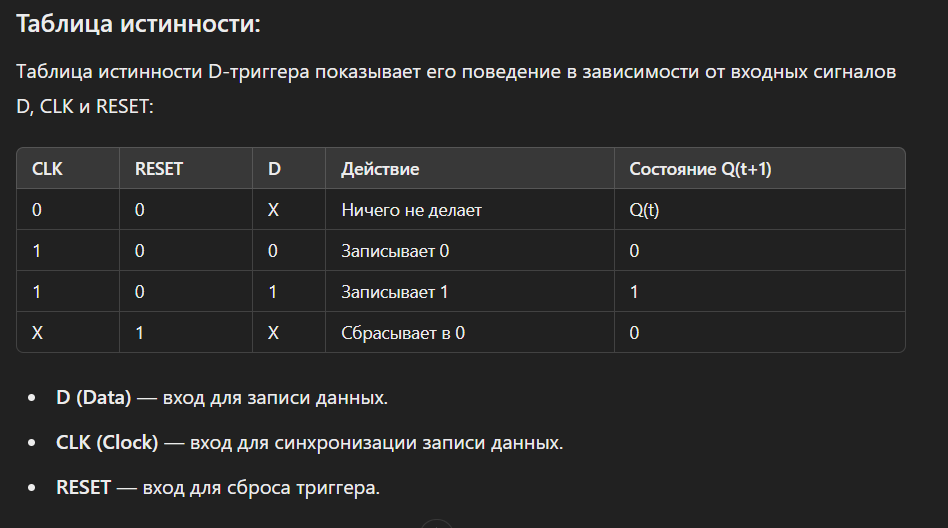 Таблица истинности:
Таблица истинности D-триггера показывает его поведение в зависимости от входных сигналов
D, CLK и RESET:
CLK RESET D Действие Состояние Q(t+1)
0 0 X Ничего не делает Q(t)
1 0 0 Записывает 0 0
1 0 1 Записывает 1 1
X 1 X Сбрасывает в 0 0
• D (Data) — вход для записи данных.
• CLK (Clock) — вход для синхронизации записи данных.
• RESET — вход для сброса триггера.